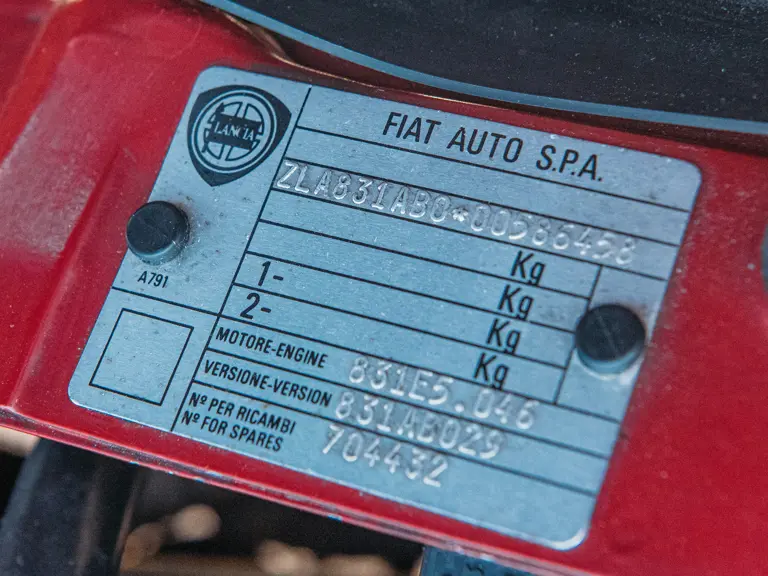 LANCIA
FIAT AUTO S.P.A.
ZLA831AB0*00586458
Kg
1- Kg
2- Kg
Kg
A791
MOTORE-ENGINE 831E5.046
VERSIONE-VERSION 831AB029
Nº PER RICAMBI 704432
Nº FOR SPARES